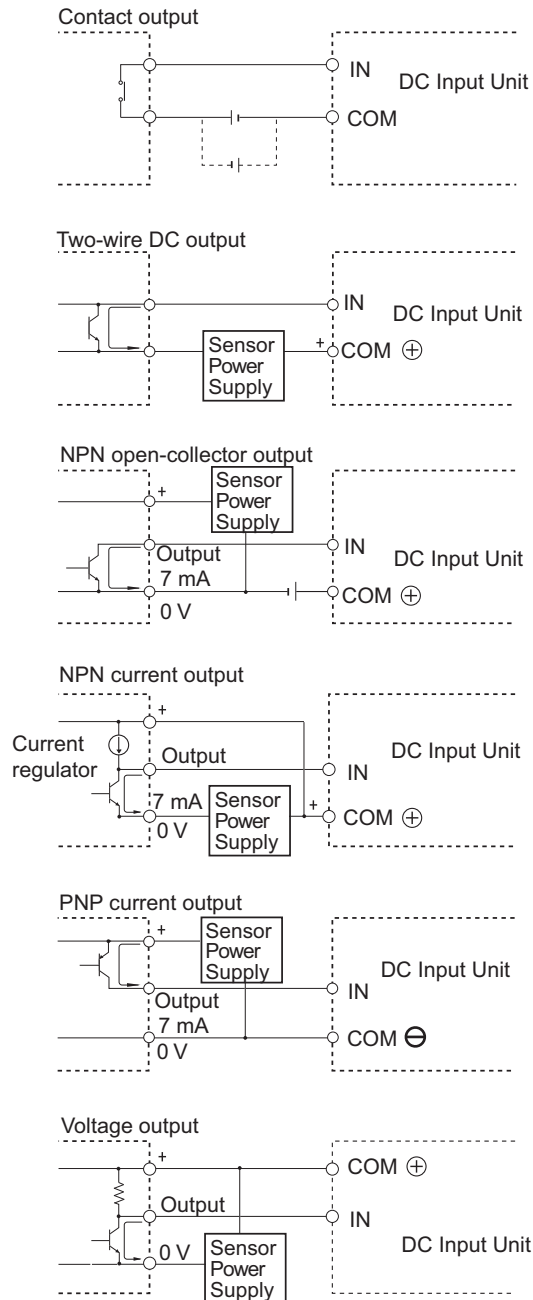 Contact output
IN
DC Input Unit
COM
Two-wire DC output
IN
DC Input Unit
Sensor
Power
Supply
+
COM ⊕
NPN open-collector output
Sensor
Power
Supply
+
Output
IN
DC Input Unit
7 mA
COM ⊕
0 V
NPN current output
+
Current
regulator
Output
DC Input Unit
IN
7 mA
Sensor
Power
Supply
+
0 V
COM ⊕
PNP current output
+
Sensor
Power
Supply
DC Input Unit
Output
IN
7 mA
COM ⊖
0 V
Voltage output
+
COM ⊕
Output
IN
0 V
Sensor
Power
Supply
DC Input Unit